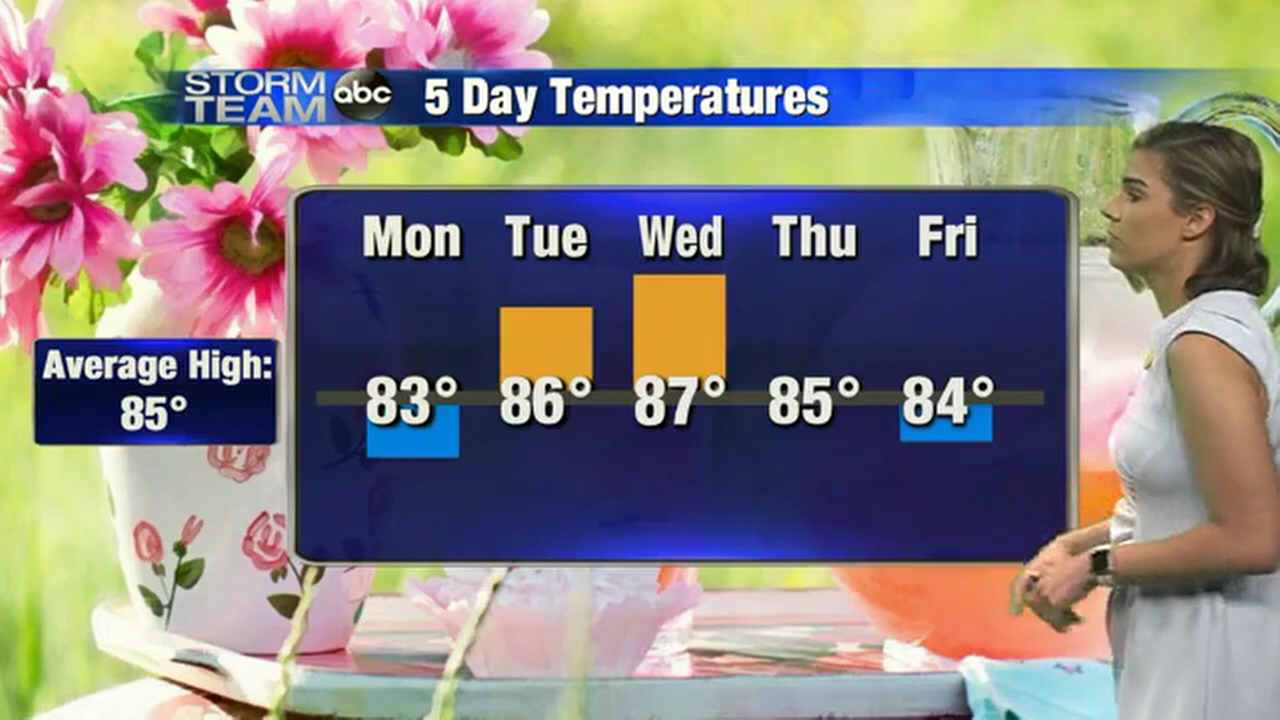 STORM
TEAM
abc
5 Day Temperatures
Mon Tue Wed Thu Fri
Average High:
85°
83° 86° 87° 85° 84°